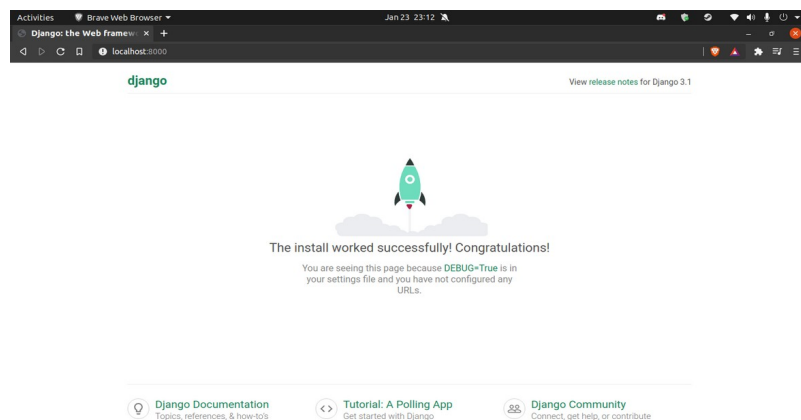 Activities Brave Web Browser Jan 23 23:12
Django: the Web framew
localhost:8000
django View release notes for Django 3.1
The install worked successfully! Congratulations!
You are seeing this page because DEBUG=True is in
your settings file and you have not configured any
URLs.
Django Documentation Tutorial: A Polling App Django Community
Topics, references, & how-to's Get started with Django Connect, get help, or contribute